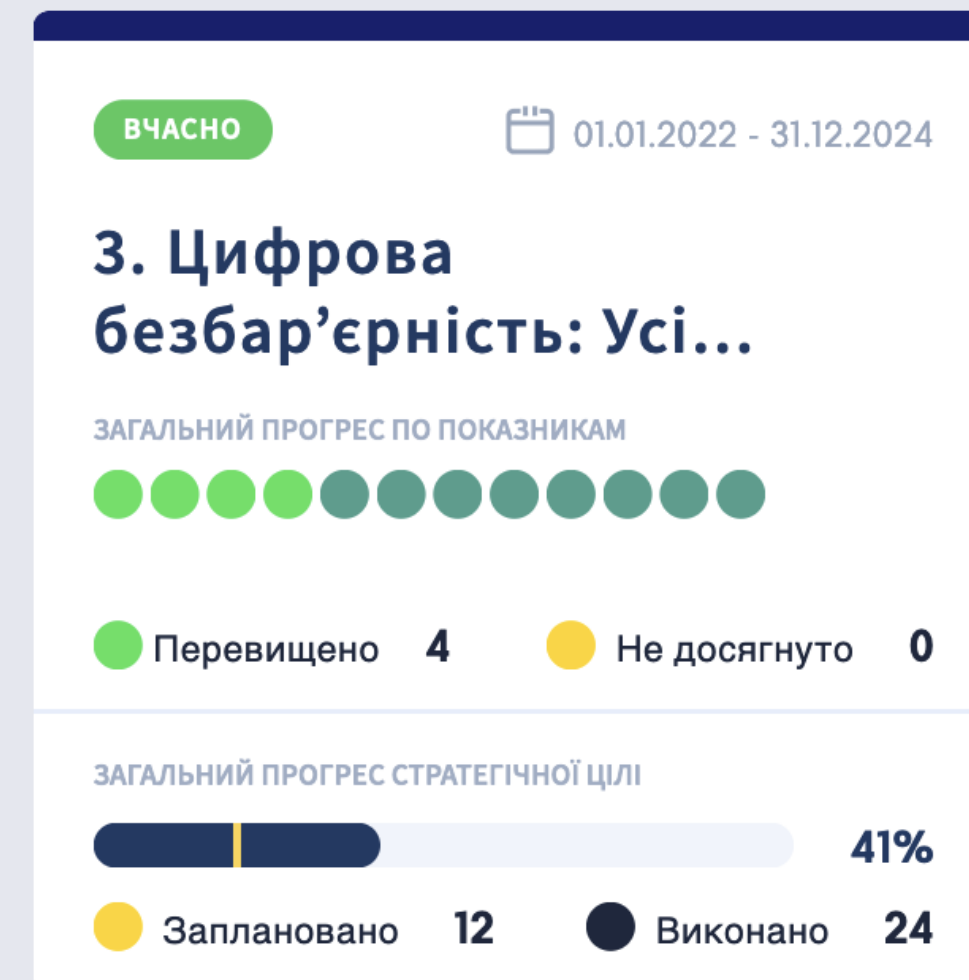 ВЧАСНО
01.01.2022 - 31.12.2024
3. Цифрова
безбар’єрність: Усі...
ЗАГАЛЬНИЙ ПРОГРЕС ПО ПОКАЗНИКАМ
Перевищено 4 Не досягнуто 0
ЗАГАЛЬНИЙ ПРОГРЕС СТРАТЕГІЧНОЇ ЦІЛІ
41%
Заплановано 12 Виконано 24